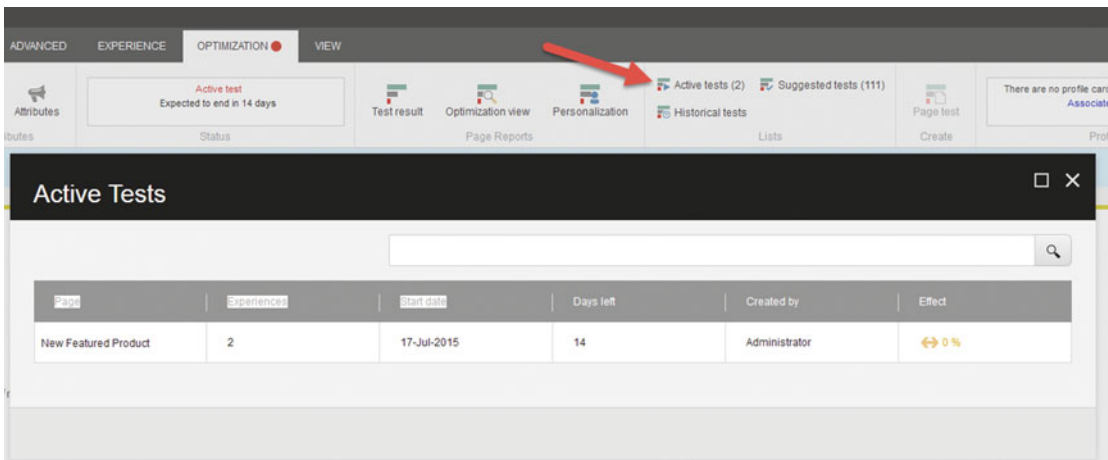 ADVANCED EXPERIENCE OPTIMIZATION VIEW
Active test
Expected to end in 14 days
Attributes
Status
Test result Optimization view Personalization
Page Reports
Active tests (2) Suggested tests (111)
Historical tests
Lists
Page test
Create
There are no profile
Associate
Active Tests
Page Experiences Start date Days left Created by Effect
New Featured Product 2 17-Jul-2015 14 Administrator 0 %